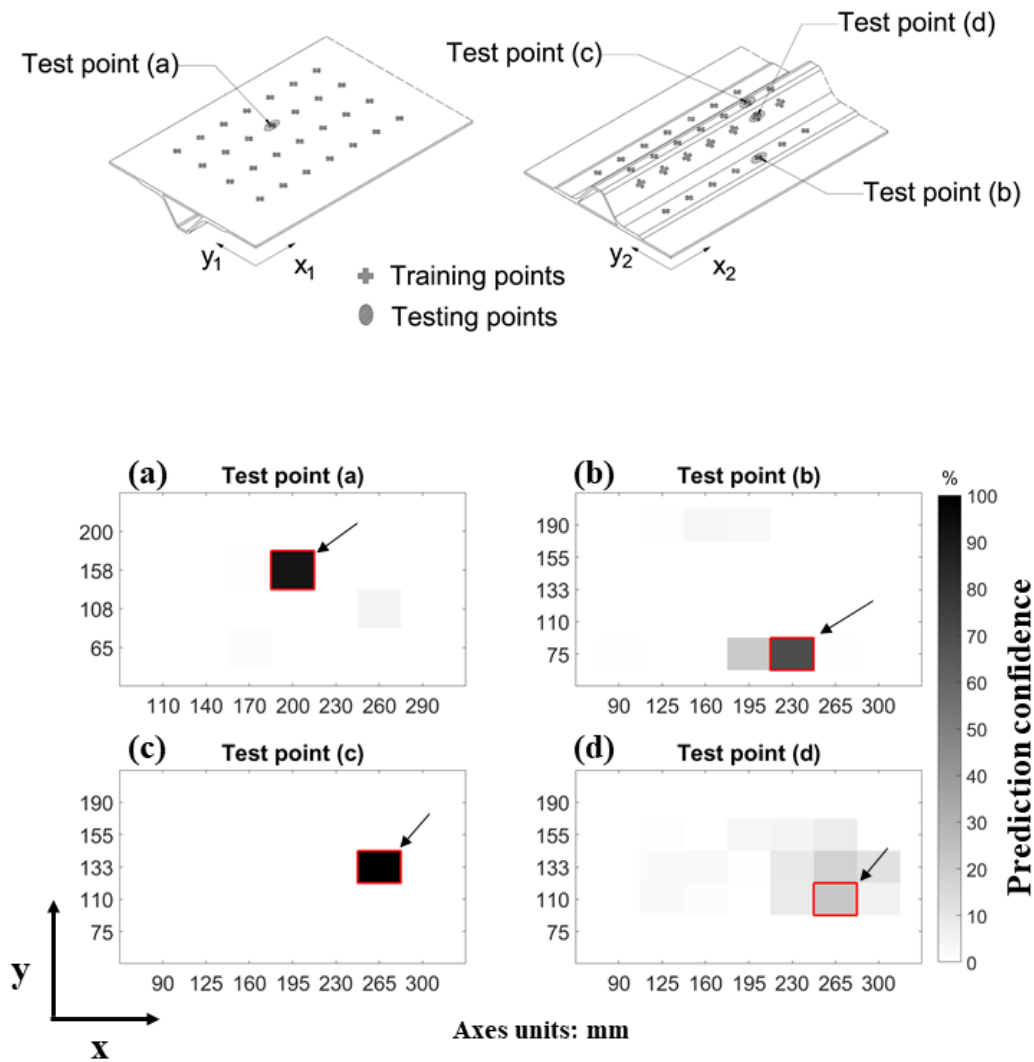 Test point (a)
Test point (c)
Test point (d)
Test point (b)
y1
x1
y2
x2
Training points
Testing points
(a)
Test point (a)
200
158
108
65
110 140 170 200 230 260 290
(b)
Test point (b)
190
155
133
110
75
90 125 160 195 230 265 300
(c)
Test point (c)
190
155
133
110
75
90 125 160 195 230 265 300
(d)
Test point (d)
190
155
133
110
75
90 125 160 195 230 265 300
%
100
90
80
70
60
50
40
30
20
10
0
Prediction confidence
y
x
Axes units: mm